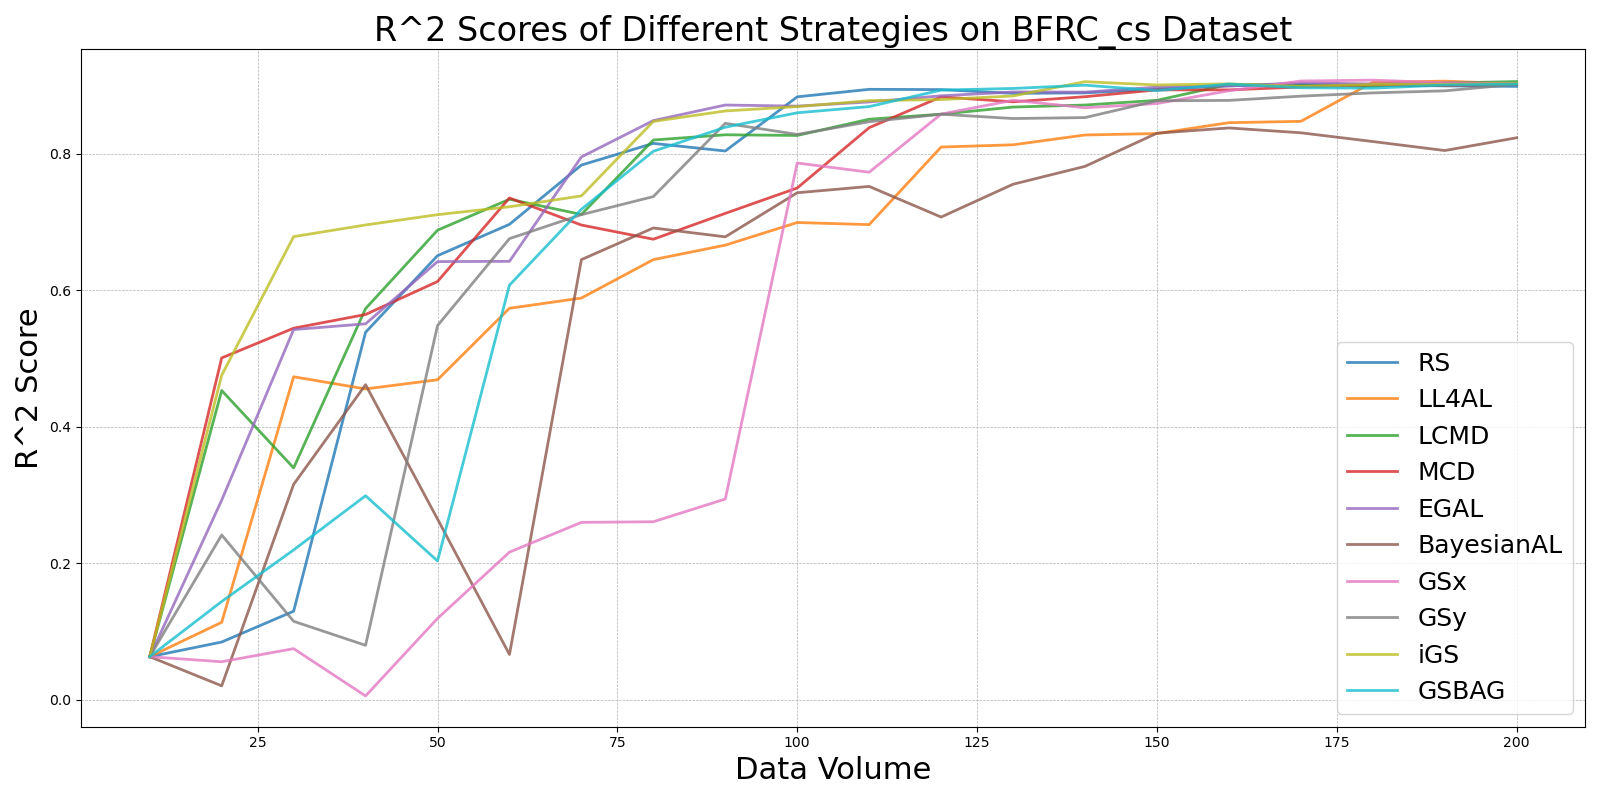 R^2 Scores of Different Strategies on BFRC_cs Dataset
R^2 Score
0.8
0.6
0.4
0.2
0.0
25 50 75 100 125 150 175 200
Data Volume
RS
LL4AL
LCMD
MCD
EGAL
BayesianAL
GSx
GSy
iGS
GSBAG